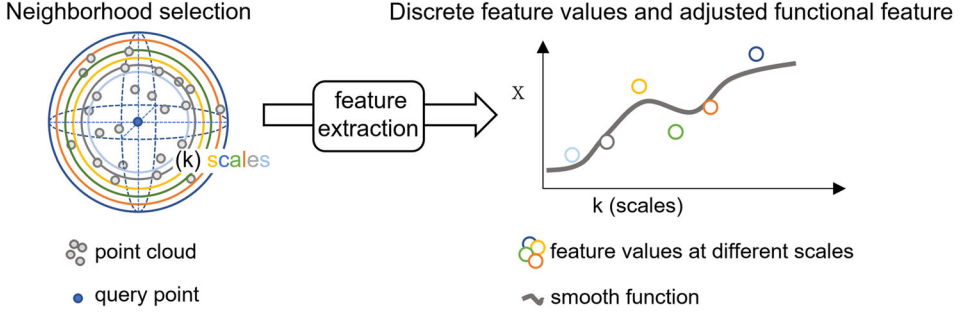 Neighborhood selection
Discrete feature values and adjusted functional feature
(k) scales
feature
extraction
X
k (scales)
point cloud
query point
feature values at different scales
smooth function